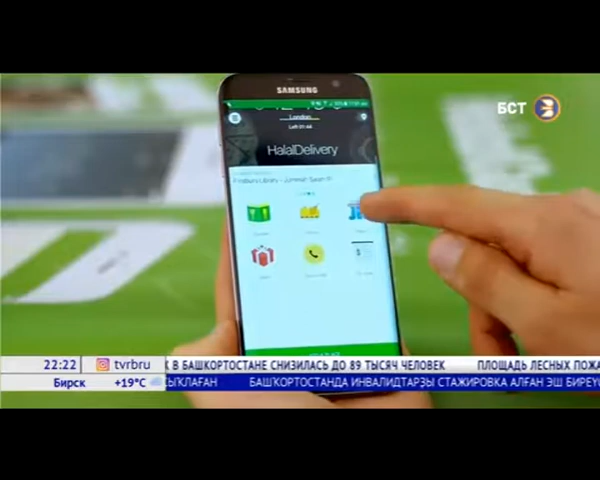 SAMSUNG
БСТ
London
HalalDelivery
22:22
tvrbru
К В БАШКОРТОСТАНЕ СНИЗИЛАСЬ ДО 89 ТЫСЯЧ ЧЕЛОВЕК ПЛОЩАДЬ ЛЕСНЫХ ПОЖА
Бирск
+19°C
ЫҠЛАҒАН БАШҠОРТОСТАНДА ИНВАЛИДТАРҘЫ СТАЖИРОВКА АЛҒАН ЭШ БИРЕҮС